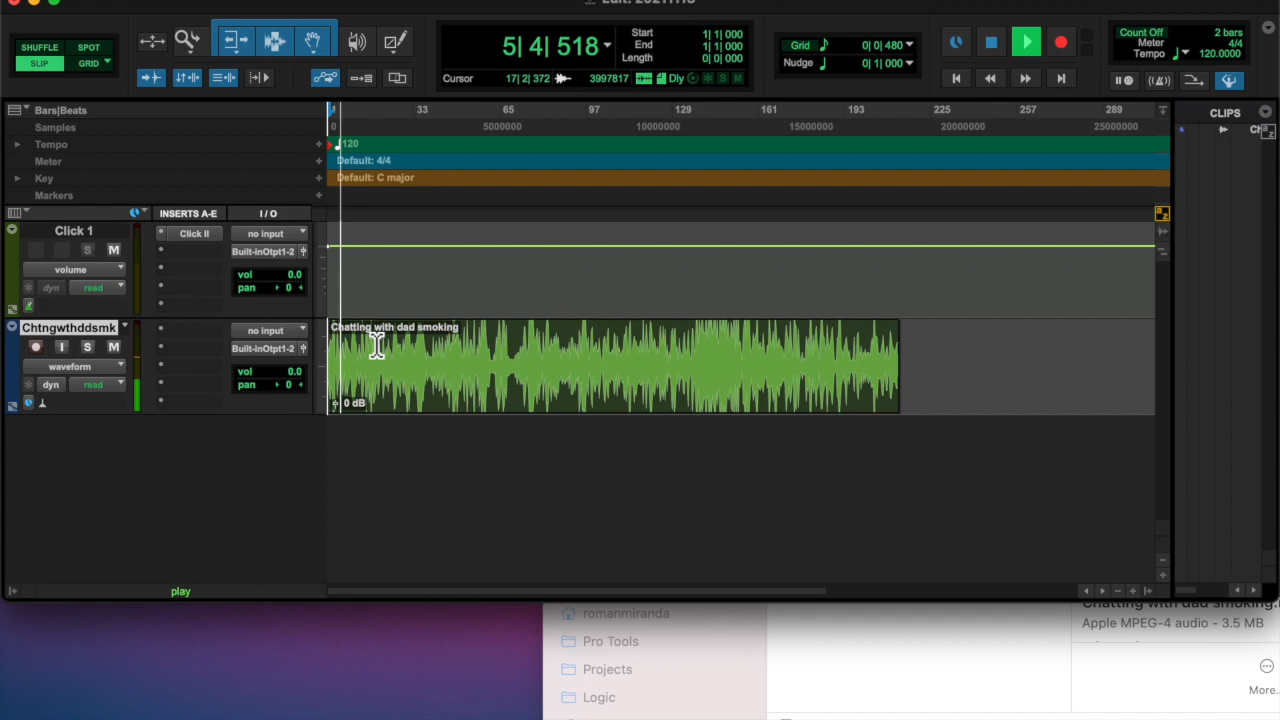 SHUFFLE SPOT
SLIP GRID
5| 4| 518
Start 1| 1| 000
End 1| 1| 000
Length 0| 0| 000
Cursor 17| 2| 372 3997817 Dly S M
Grid 0| 0| 480
Nudge 0| 1| 000
Count Off 2 bars
Meter 4/4
Tempo 120.0000
Bars|Beats 1 33 65 97 129 161 193 225 257 289
Samples 0 5000000 10000000 15000000 20000000 25000000
Tempo 120
Meter Default: 4/4
Key Default: C major
Markers
CLIPS
INSERTS A-E I / O
Click 1 Click II no input
S M Built-inOtpt1-2
volume vol 0.0
dyn read pan 0
Chtngwthddsmk no input
I S M Built-inOtpt1-2
waveform vol 0.0
dyn read pan 0
Chatting with dad smoking
0 dB
a z
a z
play
romanmiranda
Pro Tools
Projects
Logic
Chatting with dad smoking
Apple MPEG-4 audio - 3.5 MB
More..